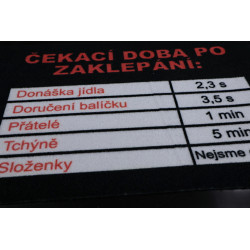 ČEKACÍ DOBA PO
ZAKLEPÁNÍ:
Donáška jídla 2,3 s
Doručení balíčku 3,5 s
Přátelé 1 min
Tchýně 5 min
Složenky Nejsme